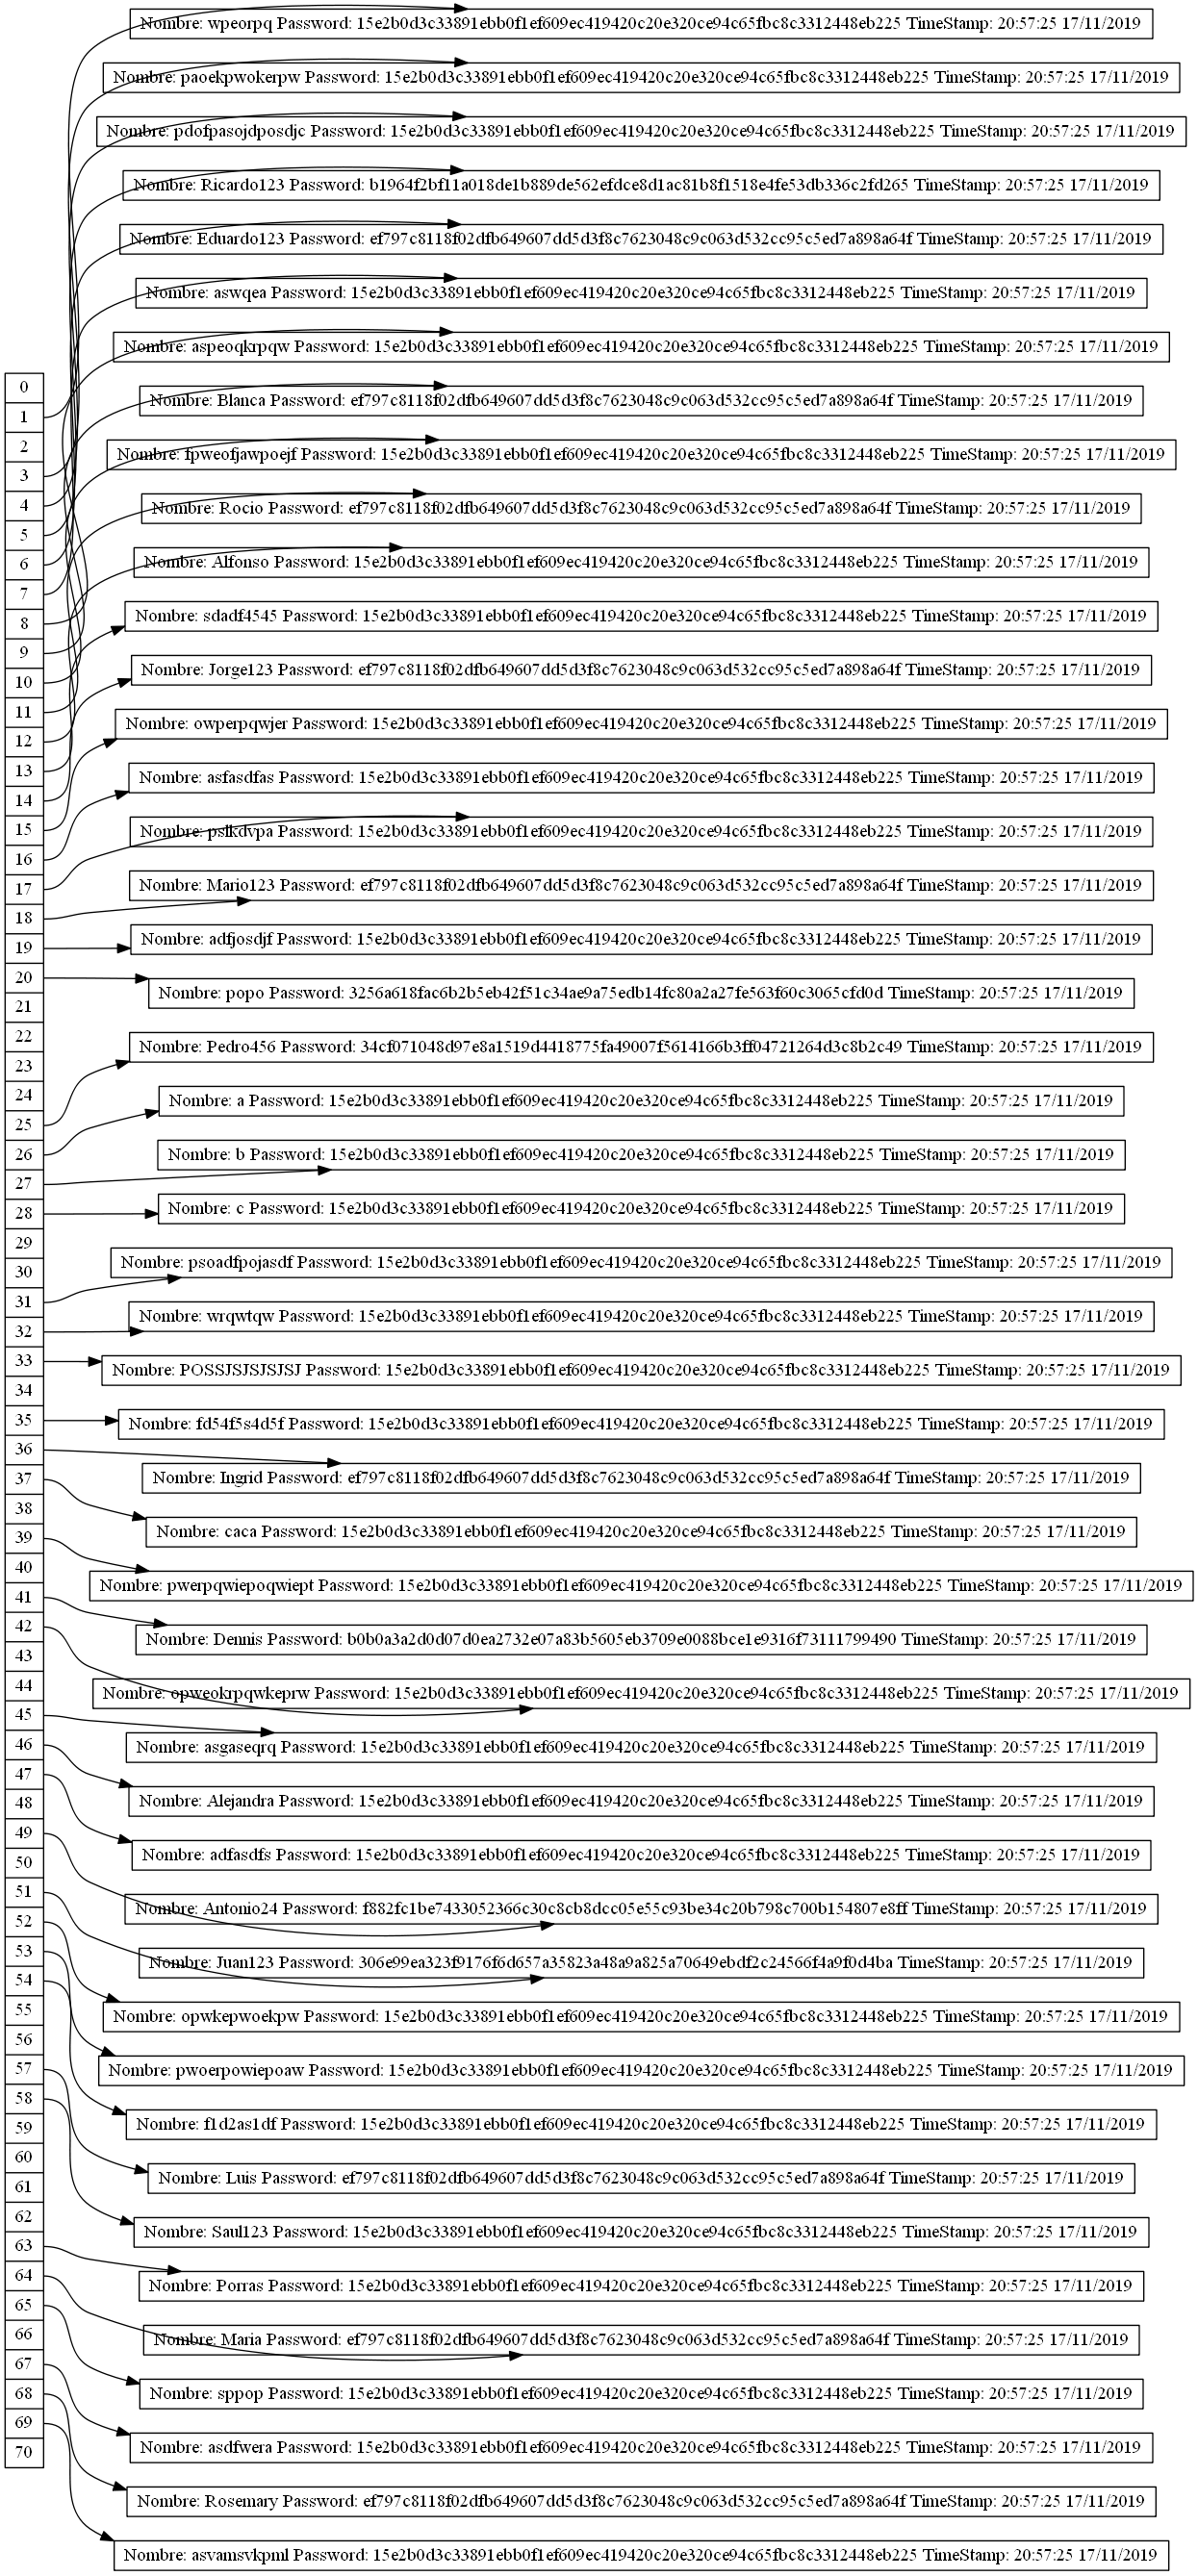 0
1
2
3
4
5
6
7
8
9
10
11
12
13
14
15
16
17
18
19
20
21
22
23
24
25
26
27
28
29
30
31
32
33
34
35
36
37
38
39
40
41
42
43
44
45
46
47
48
49
50
51
52
53
54
55
56
57
58
59
60
61
62
63
64
65
66
67
68
69
70
Nombre: wpeorpq Password: 15e2b0d3c33891ebb0f1ef609ec419420c20e320ce94c65fbc8c3312448eb225 TimeStamp: 20:57:25 17/11/2019
Nombre: paoekpwokerpw Password: 15e2b0d3c33891ebb0f1ef609ec419420c20e320ce94c65fbc8c3312448eb225 TimeStamp: 20:57:25 17/11/2019
Nombre: pdofpasojdposdjc Password: 15e2b0d3c33891ebb0f1ef609ec419420c20e320ce94c65fbc8c3312448eb225 TimeStamp: 20:57:25 17/11/2019
Nombre: Ricardo123 Password: b1964f2bf11a018de1b889de562efdce8d1ac81b8f1518e4fe53db336c2fd265 TimeStamp: 20:57:25 17/11/2019
Nombre: Eduardo123 Password: ef797c8118f02dfb649607dd5d3f8c7623048c9c063d532cc95c5ed7a898a64f TimeStamp: 20:57:25 17/11/2019
Nombre: aswqea Password: 15e2b0d3c33891ebb0f1ef609ec419420c20e320ce94c65fbc8c3312448eb225 TimeStamp: 20:57:25 17/11/2019
Nombre: aspeoqkrpqw Password: 15e2b0d3c33891ebb0f1ef609ec419420c20e320ce94c65fbc8c3312448eb225 TimeStamp: 20:57:25 17/11/2019
Nombre: Blanca Password: ef797c8118f02dfb649607dd5d3f8c7623048c9c063d532cc95c5ed7a898a64f TimeStamp: 20:57:25 17/11/2019
Nombre: fpweofjawpoejf Password: 15e2b0d3c33891ebb0f1ef609ec419420c20e320ce94c65fbc8c3312448eb225 TimeStamp: 20:57:25 17/11/2019
Nombre: Rocio Password: ef797c8118f02dfb649607dd5d3f8c7623048c9c063d532cc95c5ed7a898a64f TimeStamp: 20:57:25 17/11/2019
Nombre: Alfonso Password: 15e2b0d3c33891ebb0f1ef609ec419420c20e320ce94c65fbc8c3312448eb225 TimeStamp: 20:57:25 17/11/2019
Nombre: sdadf4545 Password: 15e2b0d3c33891ebb0f1ef609ec419420c20e320ce94c65fbc8c3312448eb225 TimeStamp: 20:57:25 17/11/2019
Nombre: Jorge123 Password: ef797c8118f02dfb649607dd5d3f8c7623048c9c063d532cc95c5ed7a898a64f TimeStamp: 20:57:25 17/11/2019
Nombre: owperpqwjer Password: 15e2b0d3c33891ebb0f1ef609ec419420c20e320ce94c65fbc8c3312448eb225 TimeStamp: 20:57:25 17/11/2019
Nombre: asfasdfas Password: 15e2b0d3c33891ebb0f1ef609ec419420c20e320ce94c65fbc8c3312448eb225 TimeStamp: 20:57:25 17/11/2019
Nombre: pslkdvpa Password: 15e2b0d3c33891ebb0f1ef609ec419420c20e320ce94c65fbc8c3312448eb225 TimeStamp: 20:57:25 17/11/2019
Nombre: Mario123 Password: ef797c8118f02dfb649607dd5d3f8c7623048c9c063d532cc95c5ed7a898a64f TimeStamp: 20:57:25 17/11/2019
Nombre: adfjosdjf Password: 15e2b0d3c33891ebb0f1ef609ec419420c20e320ce94c65fbc8c3312448eb225 TimeStamp: 20:57:25 17/11/2019
Nombre: popo Password: 3256a618fac6b2b5eb42f51c34ae9a75edb14fc80a2a27fe563f60c3065cfd0d TimeStamp: 20:57:25 17/11/2019
Nombre: Pedro456 Password: 34cf071048d97e8a1519d4418775fa49007f5614166b3ff04721264d3c8b2c49 TimeStamp: 20:57:25 17/11/2019
Nombre: a Password: 15e2b0d3c33891ebb0f1ef609ec419420c20e320ce94c65fbc8c3312448eb225 TimeStamp: 20:57:25 17/11/2019
Nombre: b Password: 15e2b0d3c33891ebb0f1ef609ec419420c20e320ce94c65fbc8c3312448eb225 TimeStamp: 20:57:25 17/11/2019
Nombre: c Password: 15e2b0d3c33891ebb0f1ef609ec419420c20e320ce94c65fbc8c3312448eb225 TimeStamp: 20:57:25 17/11/2019
Nombre: psoadfpojasdf Password: 15e2b0d3c33891ebb0f1ef609ec419420c20e320ce94c65fbc8c3312448eb225 TimeStamp: 20:57:25 17/11/2019
Nombre: wrqwtqw Password: 15e2b0d3c33891ebb0f1ef609ec419420c20e320ce94c65fbc8c3312448eb225 TimeStamp: 20:57:25 17/11/2019
Nombre: POSSJSJSJSJSJ Password: 15e2b0d3c33891ebb0f1ef609ec419420c20e320ce94c65fbc8c3312448eb225 TimeStamp: 20:57:25 17/11/2019
Nombre: fd54f5s4d5f Password: 15e2b0d3c33891ebb0f1ef609ec419420c20e320ce94c65fbc8c3312448eb225 TimeStamp: 20:57:25 17/11/2019
Nombre: Ingrid Password: ef797c8118f02dfb649607dd5d3f8c7623048c9c063d532cc95c5ed7a898a64f TimeStamp: 20:57:25 17/11/2019
Nombre: caca Password: 15e2b0d3c33891ebb0f1ef609ec419420c20e320ce94c65fbc8c3312448eb225 TimeStamp: 20:57:25 17/11/2019
Nombre: pwerpqwiepoqwiept Password: 15e2b0d3c33891ebb0f1ef609ec419420c20e320ce94c65fbc8c3312448eb225 TimeStamp: 20:57:25 17/11/2019
Nombre: Dennis Password: b0b0a3a2d0d07d0ea2732e07a83b5605eb3709e0088bce1e9316f73111799490 TimeStamp: 20:57:25 17/11/2019
Nombre: opweokrpqwkeprw Password: 15e2b0d3c33891ebb0f1ef609ec419420c20e320ce94c65fbc8c3312448eb225 TimeStamp: 20:57:25 17/11/2019
Nombre: asgaseqrq Password: 15e2b0d3c33891ebb0f1ef609ec419420c20e320ce94c65fbc8c3312448eb225 TimeStamp: 20:57:25 17/11/2019
Nombre: Alejandra Password: 15e2b0d3c33891ebb0f1ef609ec419420c20e320ce94c65fbc8c3312448eb225 TimeStamp: 20:57:25 17/11/2019
Nombre: adfasdfs Password: 15e2b0d3c33891ebb0f1ef609ec419420c20e320ce94c65fbc8c3312448eb225 TimeStamp: 20:57:25 17/11/2019
Nombre: Antonio24 Password: f882fc1be7433052366c30c8cb8dcc05e55c93be34c20b798c700b154807e8ff TimeStamp: 20:57:25 17/11/2019
Nombre: Juan123 Password: 306e99ea323f9176f6d657a35823a48a9a825a70649ebdf2c24566f4a9f0d4ba TimeStamp: 20:57:25 17/11/2019
Nombre: opwkepwoekpw Password: 15e2b0d3c33891ebb0f1ef609ec419420c20e320ce94c65fbc8c3312448eb225 TimeStamp: 20:57:25 17/11/2019
Nombre: pwoerpowiepoaw Password: 15e2b0d3c33891ebb0f1ef609ec419420c20e320ce94c65fbc8c3312448eb225 TimeStamp: 20:57:25 17/11/2019
Nombre: f1d2as1df Password: 15e2b0d3c33891ebb0f1ef609ec419420c20e320ce94c65fbc8c3312448eb225 TimeStamp: 20:57:25 17/11/2019
Nombre: Luis Password: ef797c8118f02dfb649607dd5d3f8c7623048c9c063d532cc95c5ed7a898a64f TimeStamp: 20:57:25 17/11/2019
Nombre: Saul123 Password: 15e2b0d3c33891ebb0f1ef609ec419420c20e320ce94c65fbc8c3312448eb225 TimeStamp: 20:57:25 17/11/2019
Nombre: Porras Password: 15e2b0d3c33891ebb0f1ef609ec419420c20e320ce94c65fbc8c3312448eb225 TimeStamp: 20:57:25 17/11/2019
Nombre: Maria Password: ef797c8118f02dfb649607dd5d3f8c7623048c9c063d532cc95c5ed7a898a64f TimeStamp: 20:57:25 17/11/2019
Nombre: sppop Password: 15e2b0d3c33891ebb0f1ef609ec419420c20e320ce94c65fbc8c3312448eb225 TimeStamp: 20:57:25 17/11/2019
Nombre: asdfwera Password: 15e2b0d3c33891ebb0f1ef609ec419420c20e320ce94c65fbc8c3312448eb225 TimeStamp: 20:57:25 17/11/2019
Nombre: Rosemary Password: ef797c8118f02dfb649607dd5d3f8c7623048c9c063d532cc95c5ed7a898a64f TimeStamp: 20:57:25 17/11/2019
Nombre: asvamsvkpml Password: 15e2b0d3c33891ebb0f1ef609ec419420c20e320ce94c65fbc8c3312448eb225 TimeStamp: 20:57:25 17/11/2019